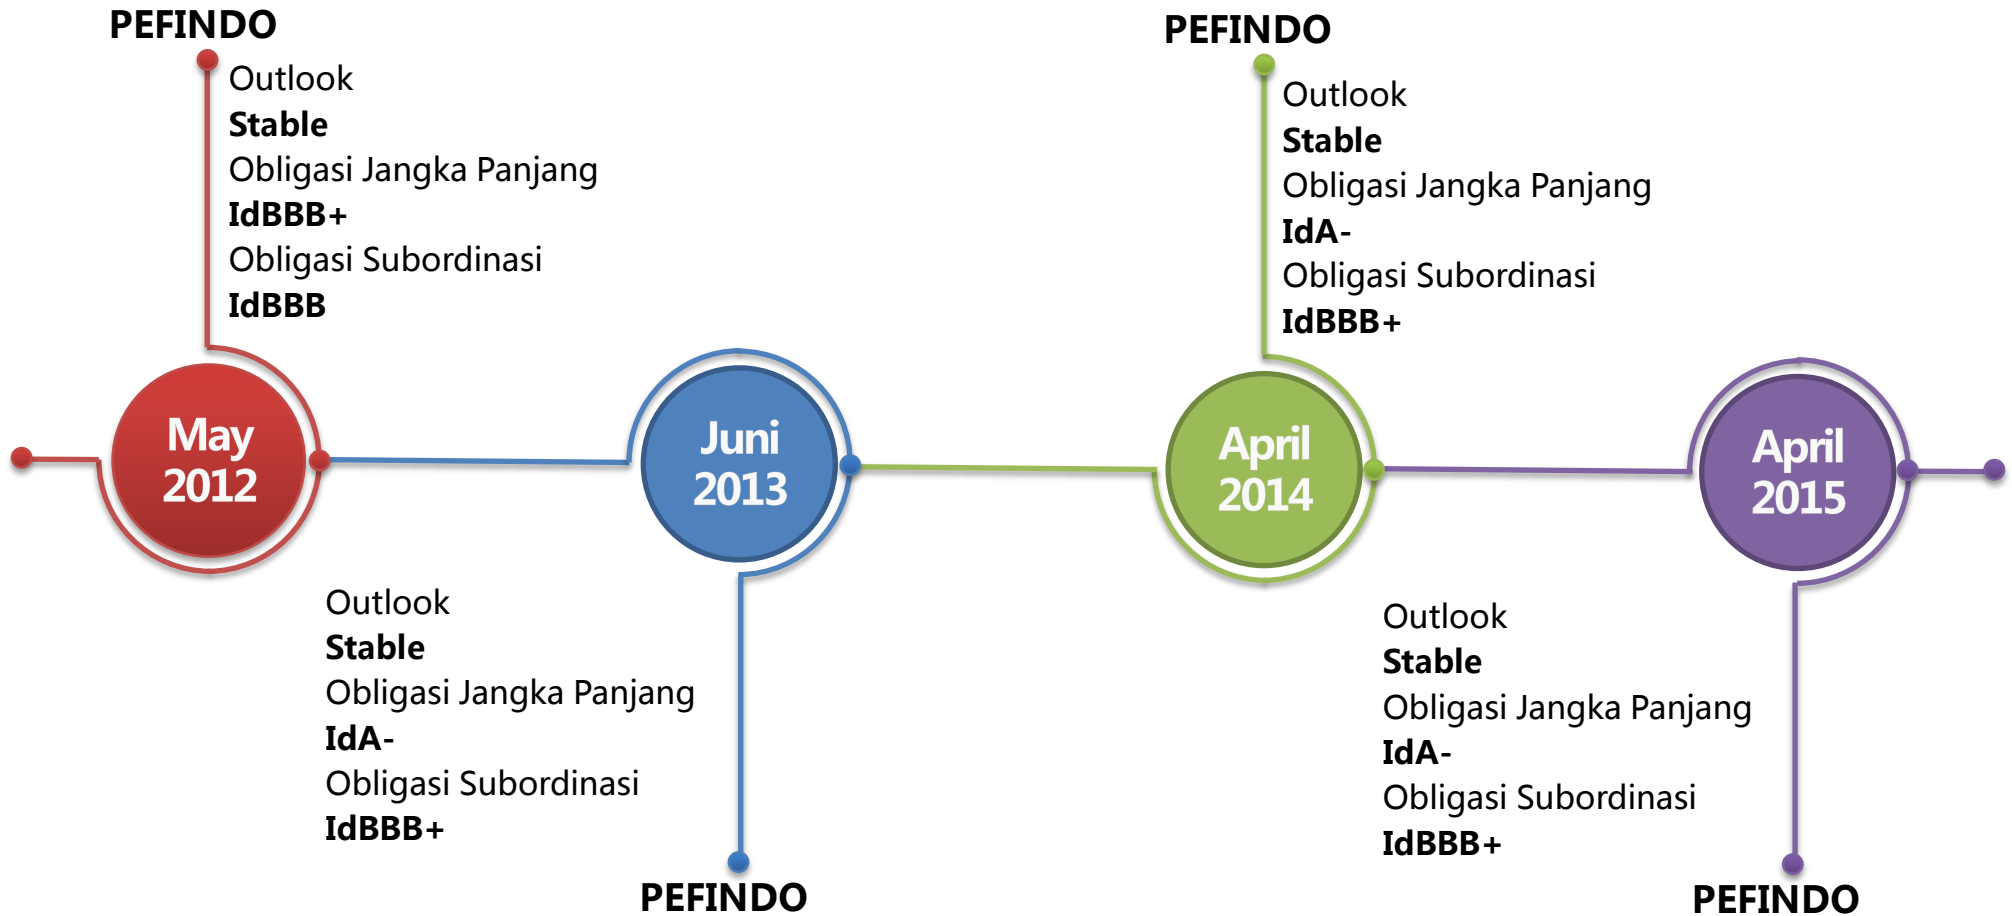 PEFINDO
Outlook
Stable
Obligasi Jangka Panjang
IdBBB+
Obligasi Subordinasi
IdBBB
May
2012
Outlook
Stable
Obligasi Jangka Panjang
IdA-
Obligasi Subordinasi
IdBBB+
Juni
2013
PEFINDO
PEFINDO
Outlook
Stable
Obligasi Jangka Panjang
IdA-
Obligasi Subordinasi
IdBBB+
April
2014
Outlook
Stable
Obligasi Jangka Panjang
IdA-
Obligasi Subordinasi
IdBBB+
April
2015
PEFINDO